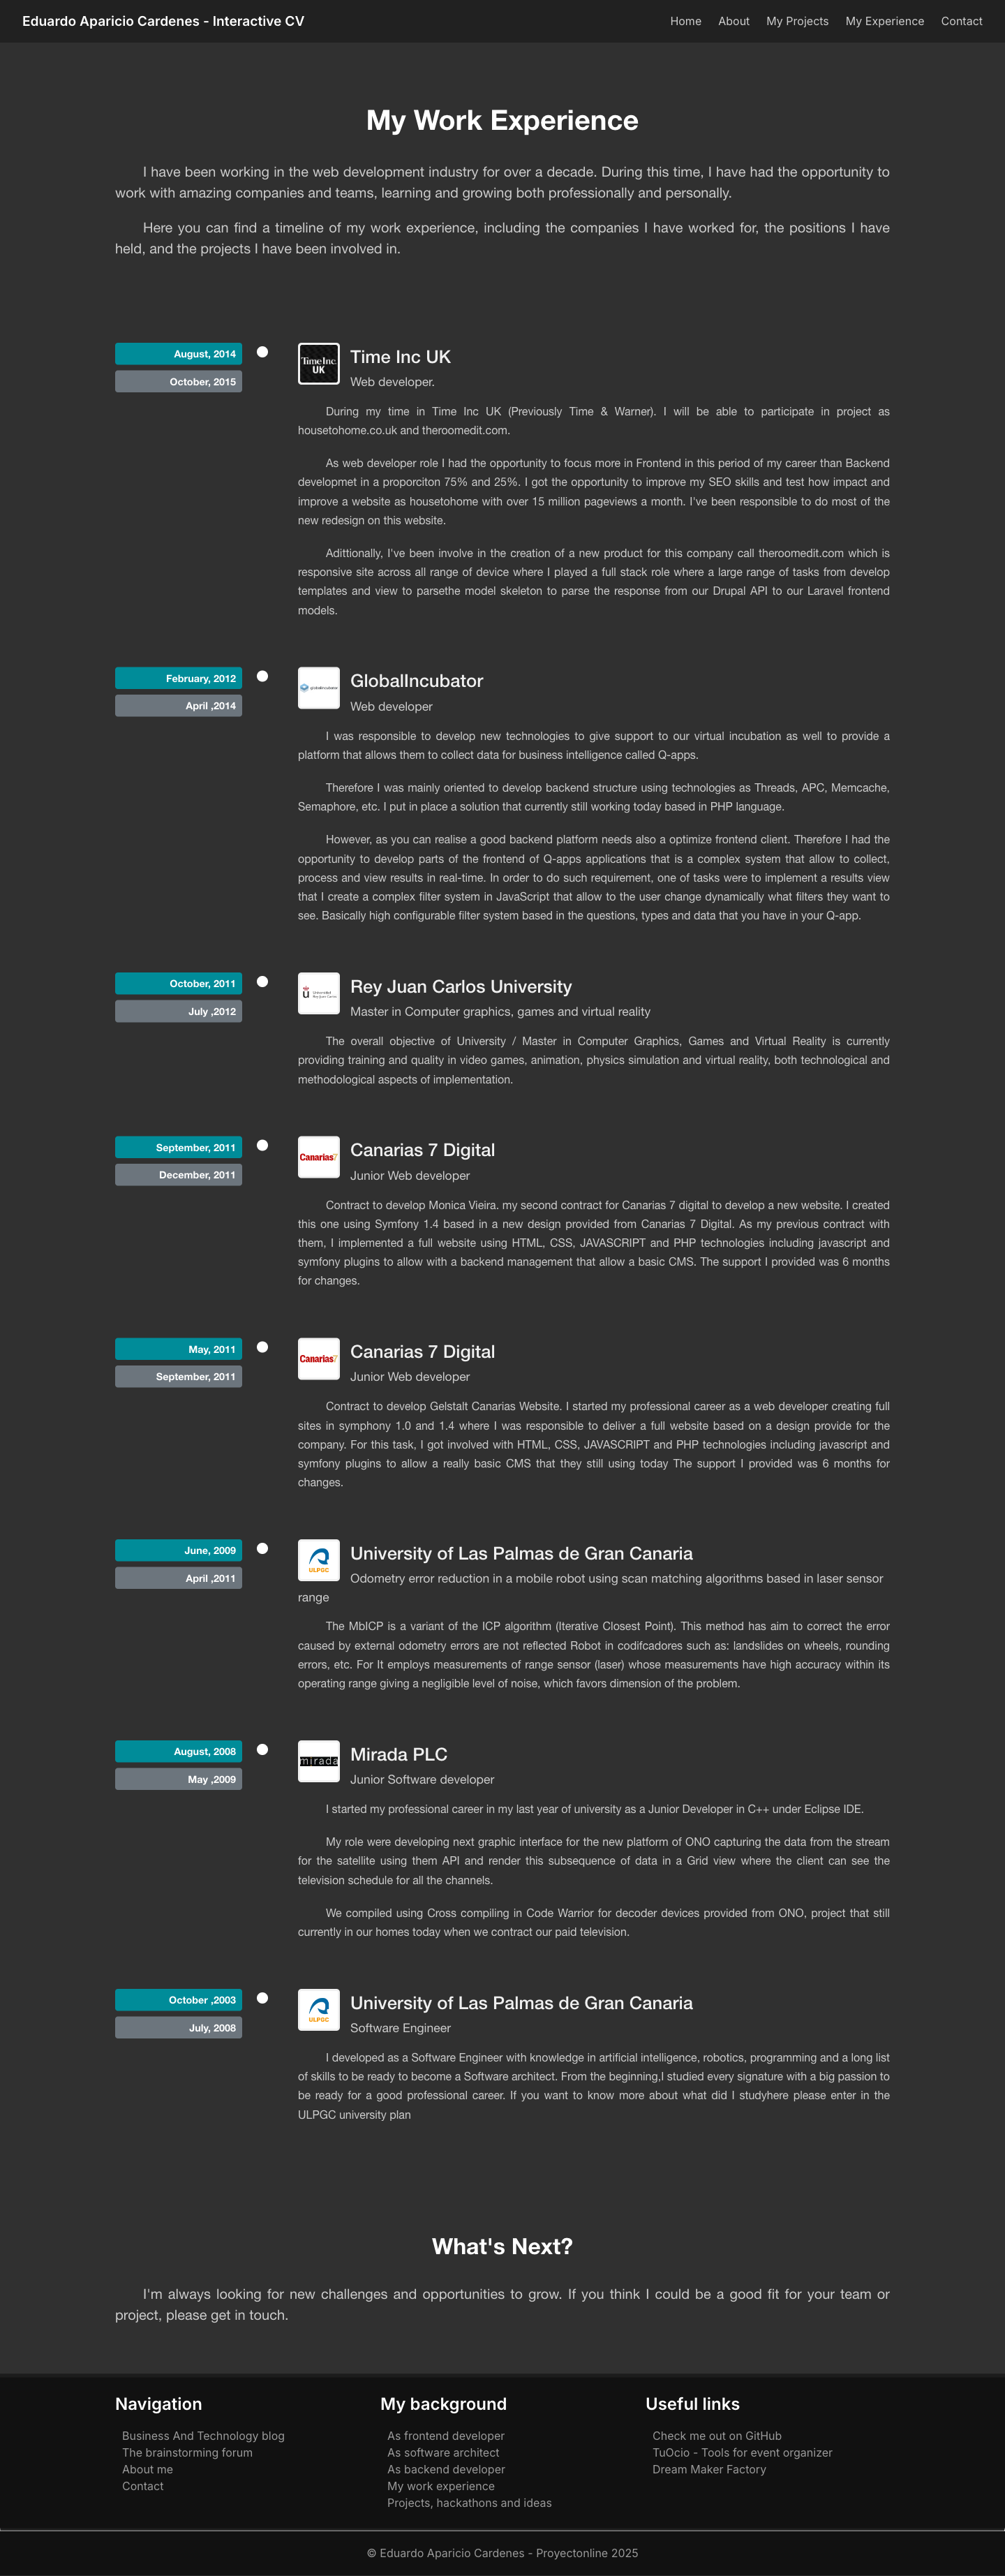 Eduardo Aparicio Cardenes - Interactive CV
Home About My Projects My Experience Contact
My Work Experience
I have been working in the web development industry for over a decade. During this time, I have had the opportunity to
work with amazing companies and teams, learning and growing both professionally and personally.
Here you can find a timeline of my work experience, including the companies I have worked for, the positions I have
held, and the projects I have been involved in.
August, 2014
October, 2015
Time Inc.
UK
Time Inc UK
Web developer.
During my time in Time Inc UK (Previously Time & Warner). I will be able to participate in project as
housetohome.co.uk and theroomedit.com.
As web developer role I had the opportunity to focus more in Frontend in this period of my career than Backend
developmet in a proporciton 75% and 25%. I got the opportunity to improve my SEO skills and test how impact and
improve a website as housetohome with over 15 million pageviews a month. I've been responsible to do most of the
new redesign on this website.
Adittionally, I've been involve in the creation of a new product for this company call theroomedit.com which is
responsive site across all range of device where I played a full stack role where a large range of tasks from develop
templates and view to parsethe model skeleton to parse the response from our Drupal API to our Laravel frontend
models.
February, 2012
April ,2014
globalincubator
GlobalIncubator
Web developer
I was responsible to develop new technologies to give support to our virtual incubation as well to provide a
platform that allows them to collect data for business intelligence called Q-apps.
Therefore I was mainly oriented to develop backend structure using technologies as Threads, APC, Memcache,
Semaphore, etc. I put in place a solution that currently still working today based in PHP language.
However, as you can realise a good backend platform needs also a optimize frontend client. Therefore I had the
opportunity to develop parts of the frontend of Q-apps applications that is a complex system that allow to collect,
process and view results in real-time. In order to do such requirement, one of tasks were to implement a results view
that I create a complex filter system in JavaScript that allow to the user change dynamically what filters they want to
see. Basically high configurable filter system based in the questions, types and data that you have in your Q-app.
October, 2011
July ,2012
Universidad
Rey Juan Carlos
Rey Juan Carlos University
Master in Computer graphics, games and virtual reality
The overall objective of University / Master in Computer Graphics, Games and Virtual Reality is currently
providing training and quality in video games, animation, physics simulation and virtual reality, both technological and
methodological aspects of implementation.
September, 2011
December, 2011
Canarias7
Canarias 7 Digital
Junior Web developer
Contract to develop Monica Vieira. my second contract for Canarias 7 digital to develop a new website. I created
this one using Symfony 1.4 based in a new design provided from Canarias 7 Digital. As my previous contract with
them, I implemented a full website using HTML, CSS, JAVASCRIPT and PHP technologies including javascript and
symfony plugins to allow with a backend management that allow a basic CMS. The support I provided was 6 months
for changes.
May, 2011
September, 2011
Canarias7
Canarias 7 Digital
Junior Web developer
Contract to develop Gelstalt Canarias Website. I started my professional career as a web developer creating full
sites in symphony 1.0 and 1.4 where I was responsible to deliver a full website based on a design provide for the
company. For this task, I got involved with HTML, CSS, JAVASCRIPT and PHP technologies including javascript and
symfony plugins to allow a really basic CMS that they still using today The support I provided was 6 months for
changes.
June, 2009
April ,2011
ULPGC
University of Las Palmas de Gran Canaria
Odometry error reduction in a mobile robot using scan matching algorithms based in laser sensor
range
The MbICP is a variant of the ICP algorithm (Iterative Closest Point). This method has aim to correct the error
caused by external odometry errors are not reflected Robot in codifcadores such as: landslides on wheels, rounding
errors, etc. For It employs measurements of range sensor (laser) whose measurements have high accuracy within its
operating range giving a negligible level of noise, which favors dimension of the problem.
August, 2008
May ,2009
mirada
Mirada PLC
Junior Software developer
I started my professional career in my last year of university as a Junior Developer in C++ under Eclipse IDE.
My role were developing next graphic interface for the new platform of ONO capturing the data from the stream
for the satellite using them API and render this subsequence of data in a Grid view where the client can see the
television schedule for all the channels.
We compiled using Cross compiling in Code Warrior for decoder devices provided from ONO, project that still
currently in our homes today when we contract our paid television.
October ,2003
July, 2008
ULPGC
University of Las Palmas de Gran Canaria
Software Engineer
I developed as a Software Engineer with knowledge in artificial intelligence, robotics, programming and a long list
of skills to be ready to become a Software architect. From the beginning,I studied every signature with a big passion to
be ready for a good professional career. If you want to know more about what did I studyhere please enter in the
ULPGC university plan
What's Next?
I'm always looking for new challenges and opportunities to grow. If you think I could be a good fit for your team or
project, please get in touch.
Navigation
Business And Technology blog
The brainstorming forum
About me
Contact
My background
As frontend developer
As software architect
As backend developer
My work experience
Projects, hackathons and ideas
Useful links
Check me out on GitHub
TuOcio - Tools for event organizer
Dream Maker Factory
© Eduardo Aparicio Cardenes - Proyectonline 2025